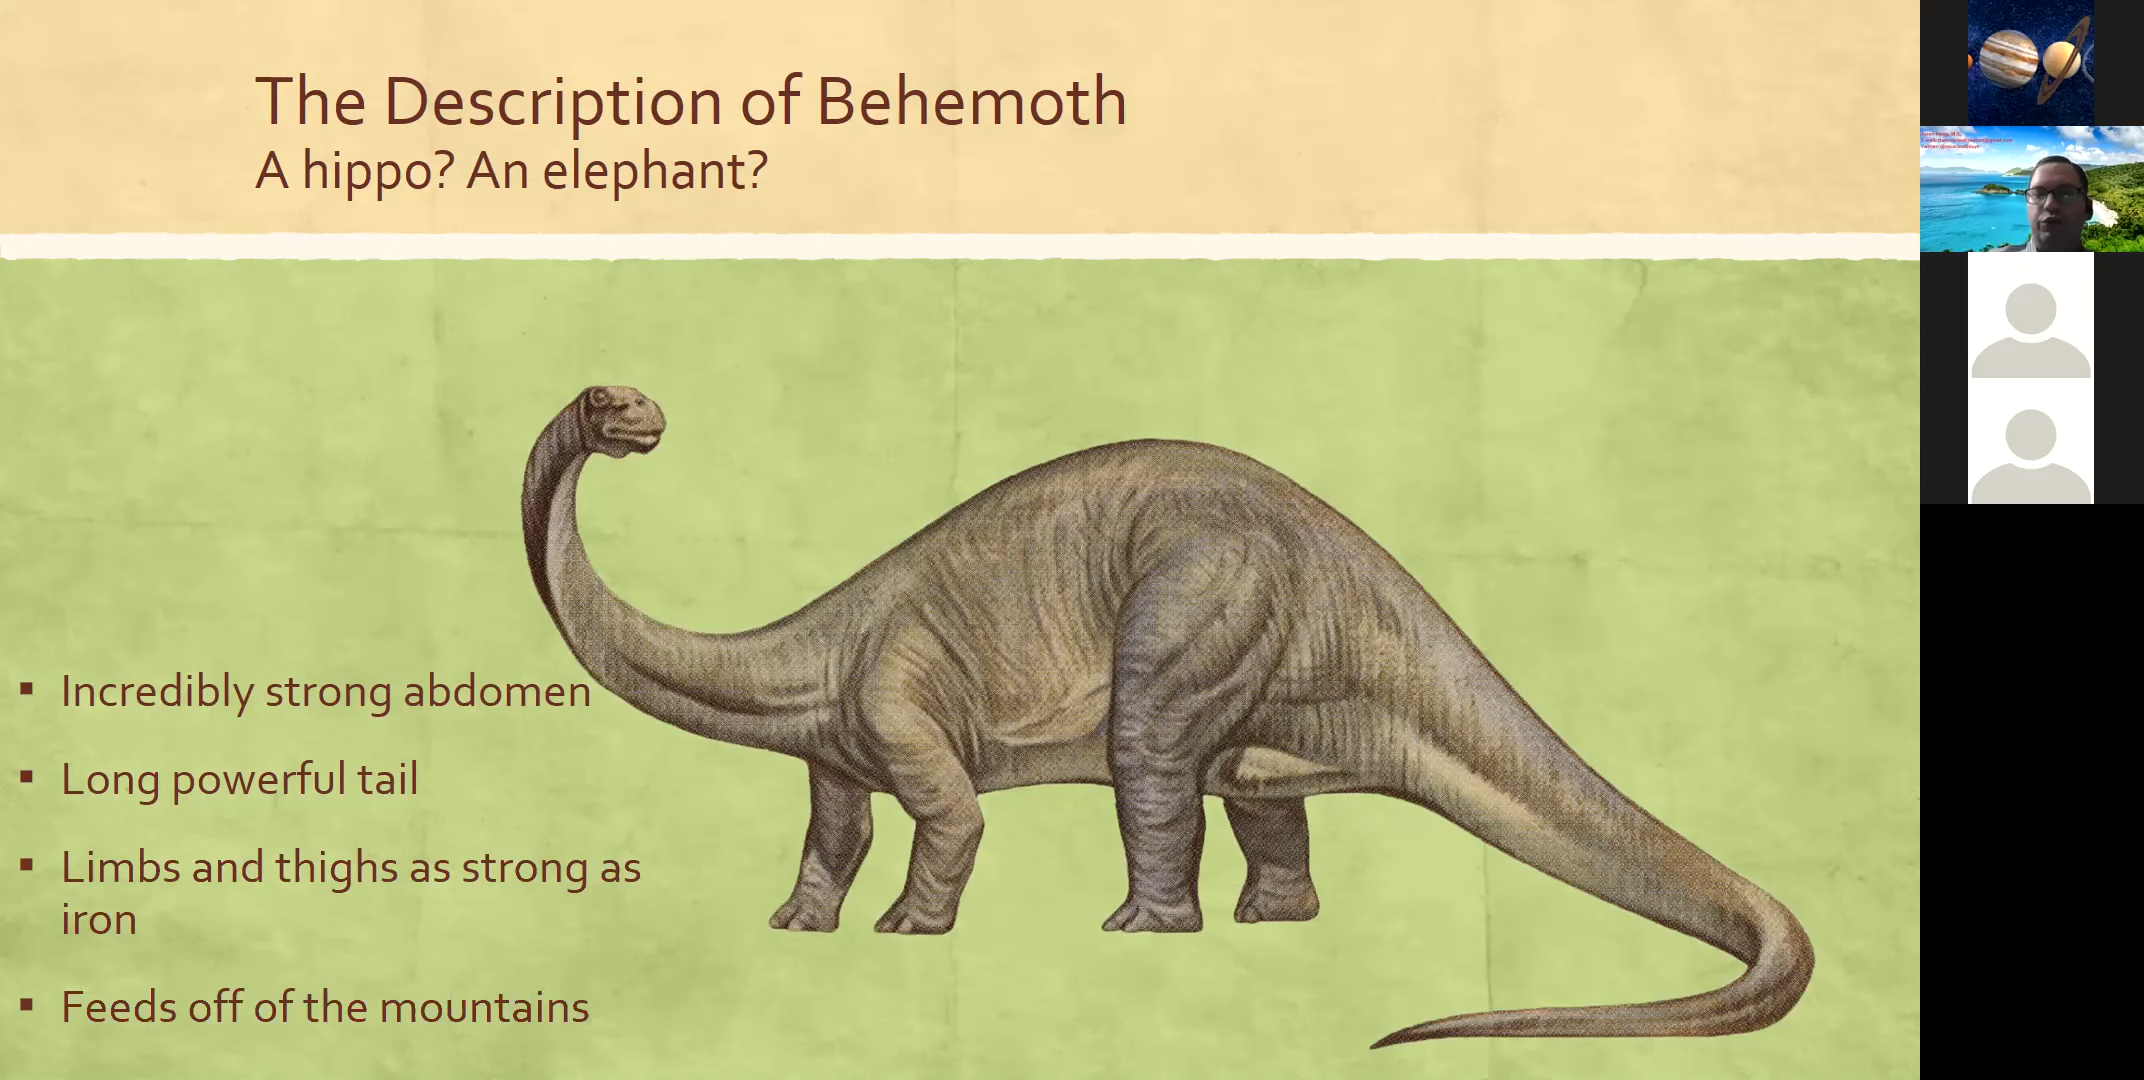 The Description of Behemoth
A hippo? An elephant?
▪ Incredibly strong abdomen
▪ Long powerful tail
▪ Limbs and thighs as strong as
iron
▪ Feeds off of the mountains